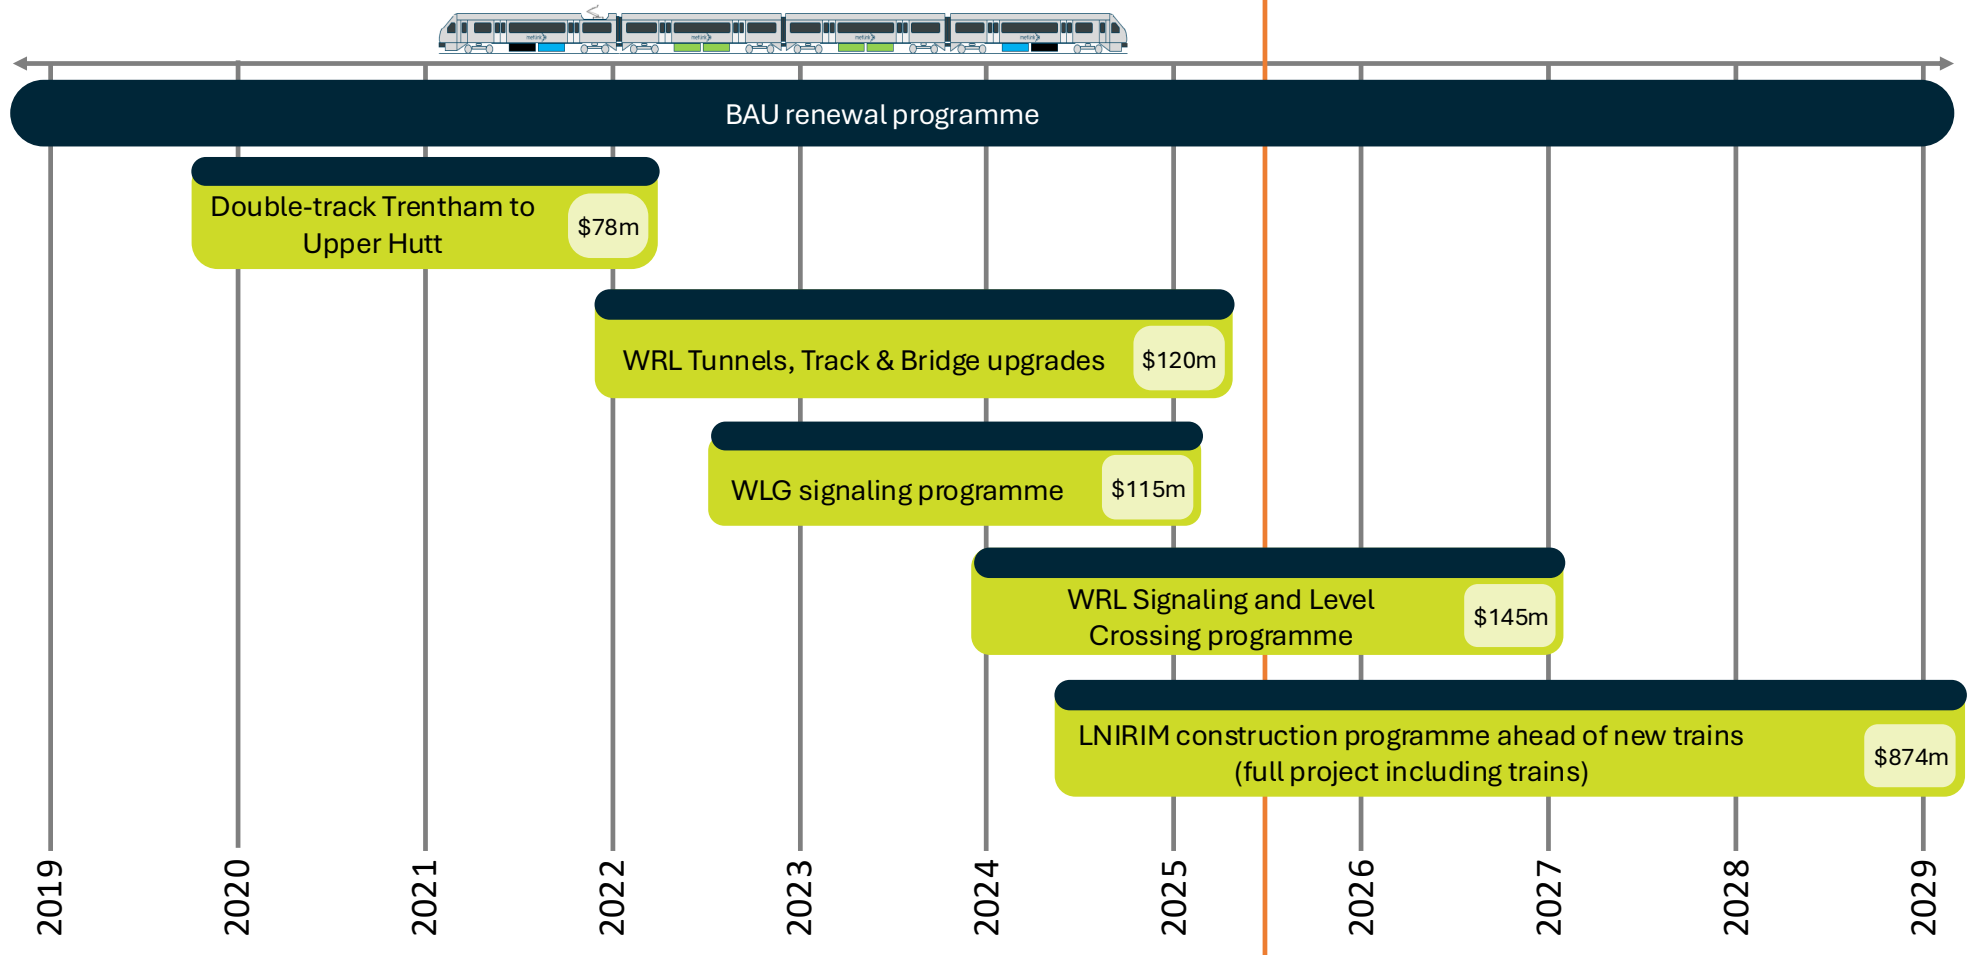 BAU renewal programme
Double-track Trentham to
Upper Hutt
$78m
WRL Tunnels, Track & Bridge upgrades
$120m
WLG signaling programme
$115m
WRL Signaling and Level
Crossing programme
$145m
LNIRIM construction programme ahead of new trains
(full project including trains)
$874m
2019
2020
2021
2022
2023
2024
2025
2026
2027
2028
2029